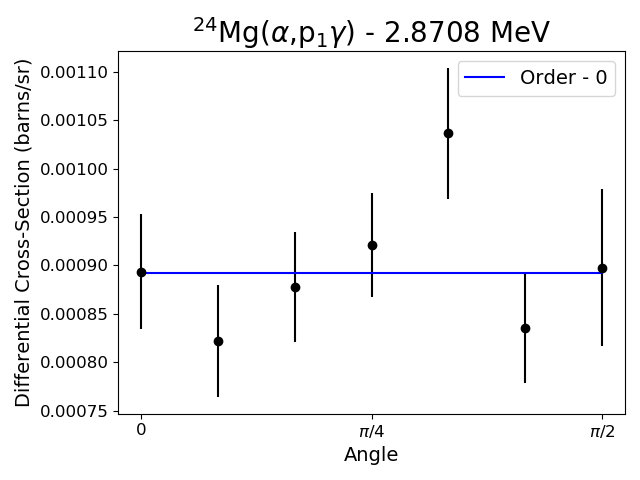 ²⁴Mg(α,p₁γ) - 2.8708 MeV
Order - 0
Differential Cross-Section (barns/sr)
0.00110
0.00105
0.00100
0.00095
0.00090
0.00085
0.00080
0.00075
0
π/4
π/2
Angle